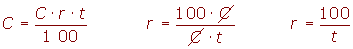 C = C · r · t / 1 00    r = 100 · C / C · t    r = 100 / t